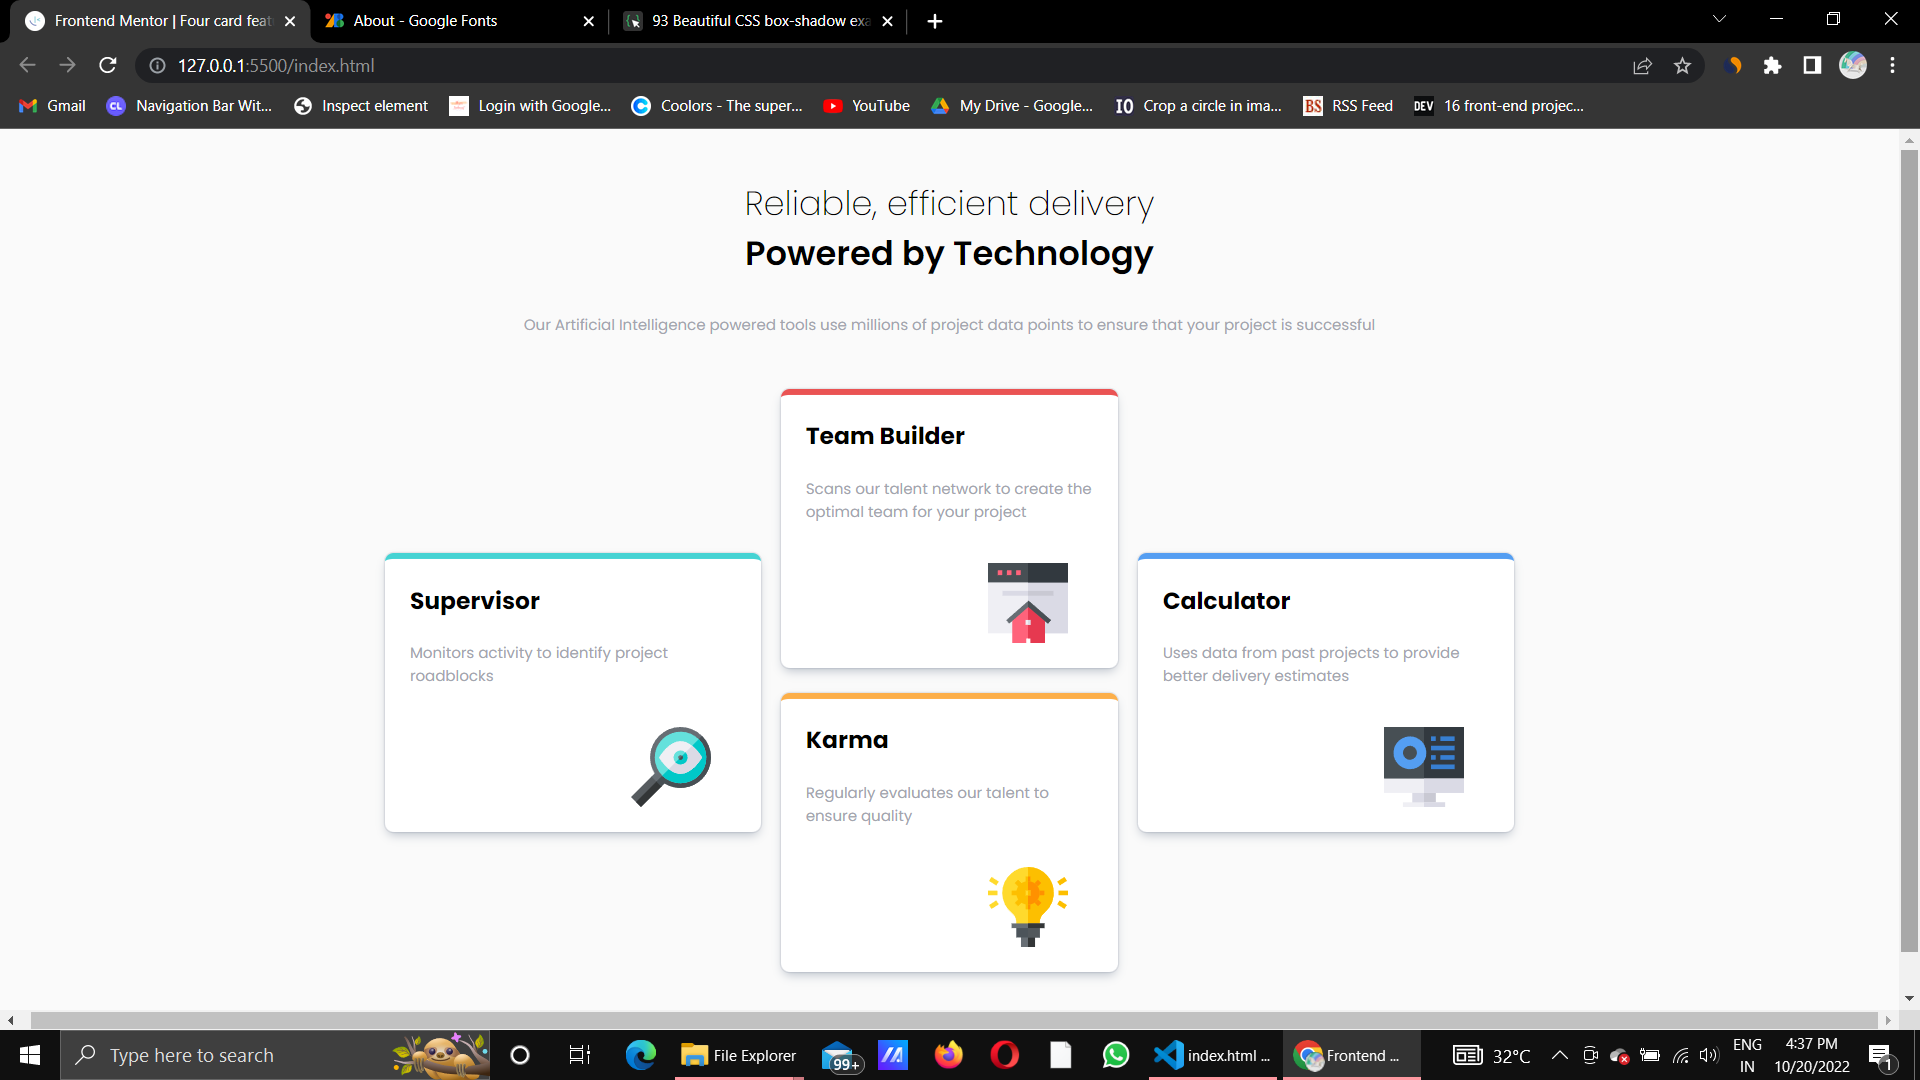 Frontend Mentor | Four card feat
About - Google Fonts
93 Beautiful CSS box-shadow exa
127.0.0.1:5500/index.html
Gmail
CL
Navigation Bar Wit...
Inspect element
Login with Google...
Coolors - The super...
YouTube
My Drive - Google...
IO
Crop a circle in ima...
BS
RSS Feed
DEV
16 front-end projec...
Reliable, efficient delivery
Powered by Technology
Our Artificial Intelligence powered tools use millions of project data points to ensure that your project is successful
Team Builder
Scans our talent network to create the
optimal team for your project
Supervisor
Monitors activity to identify project
roadblocks
Calculator
Uses data from past projects to provide
better delivery estimates
Karma
Regularly evaluates our talent to
ensure quality
Type here to search
File Explorer
99+
index.html ...
Frontend ...
32°C
ENG
IN
4:37 PM
10/20/2022
1